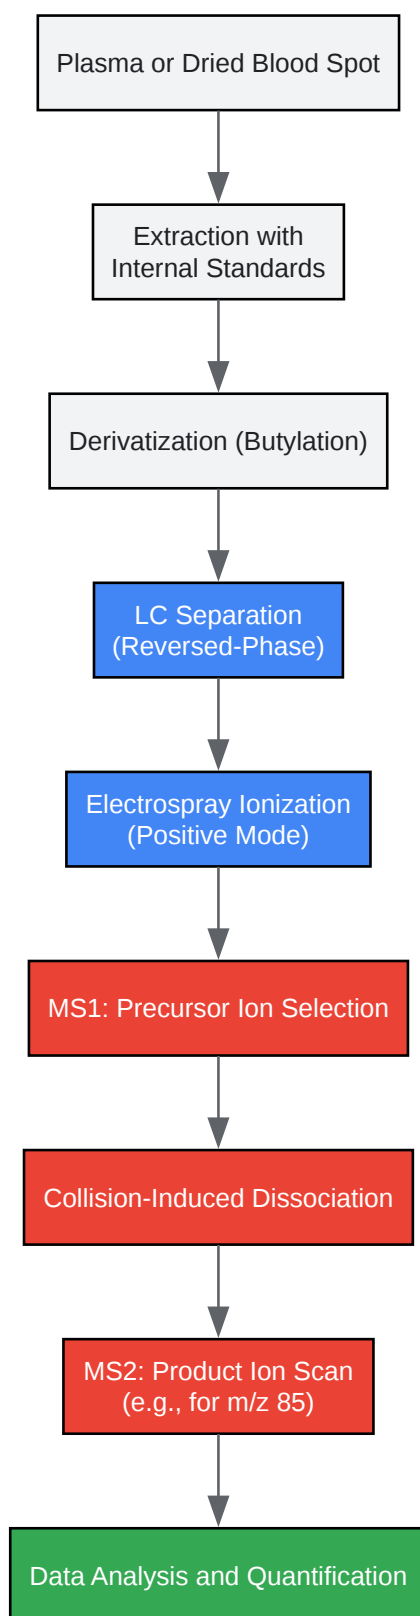 Plasma or Dried Blood Spot
Extraction with
Internal Standards
Derivatization (Butylation)
LC Separation
(Reversed-Phase)
Electrospray Ionization
(Positive Mode)
MS1: Precursor Ion Selection
Collision-Induced Dissociation
MS2: Product Ion Scan
(e.g., for m/z 85)
Data Analysis and Quantification